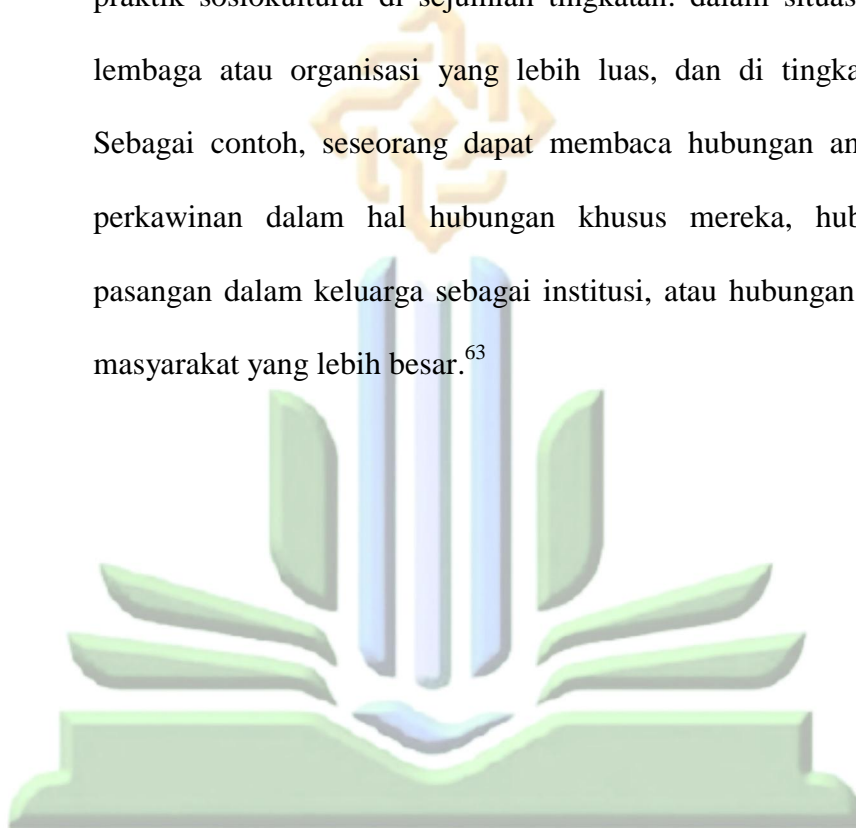 praktik sosiokultural di sejumlah tingkatan: dalam situas
lembaga atau organisasi yang lebih luas, dan di tingka
Sebagai contoh, seseorang dapat membaca hubungan an
perkawinan dalam hal hubungan khusus mereka, hub
pasangan dalam keluarga sebagai institusi, atau hubungan
masyarakat yang lebih besar.⁶³